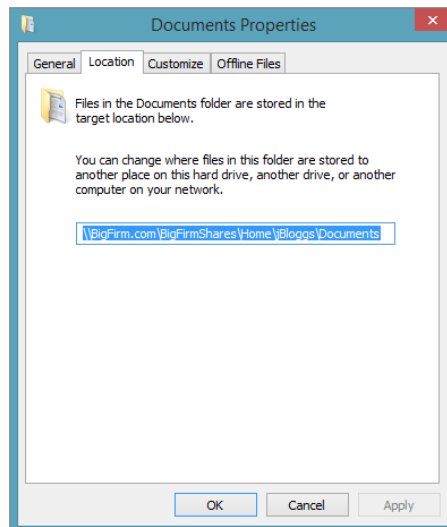 Documents Properties
General Location Customize Offline Files
Files in the Documents folder are stored in the
target location below.
You can change where files in this folder are stored to
another place on this hard drive, another drive, or another
computer on your network.
\\BigFirm.com\BigFirmShares\Home\jBloggs\Documents
OK Cancel Apply